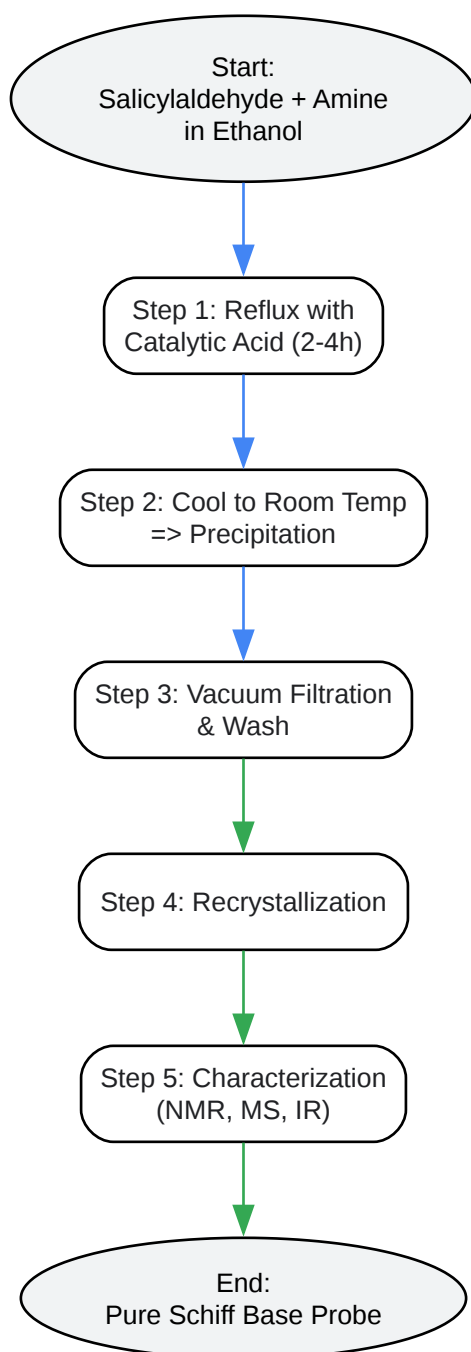 Start:
Salicylaldehyde + Amine
in Ethanol
Step 1: Reflux with
Catalytic Acid (2-4h)
Step 2: Cool to Room Temp
=> Precipitation
Step 3: Vacuum Filtration
& Wash
Step 4: Recrystallization
Step 5: Characterization
(NMR, MS, IR)
End:
Pure Schiff Base Probe